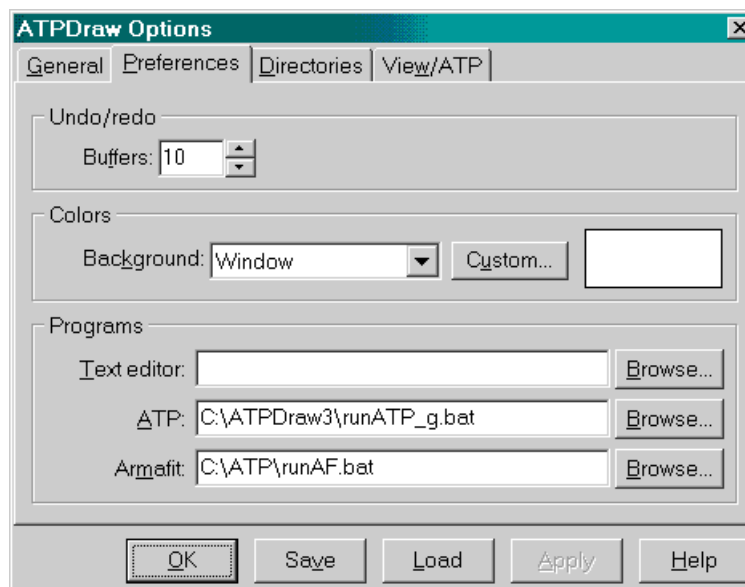 ATPDraw Options
General Preferences Directories View/ATP
Undo/redo
Buffers: 10
Colors
Background: Window Custom...
Programs
Text editor: Browse...
ATP: C:\ATPDraw3\runATP_g.bat Browse...
Armafit: C:\ATP\runAF.bat Browse...
OK Save Load Apply Help